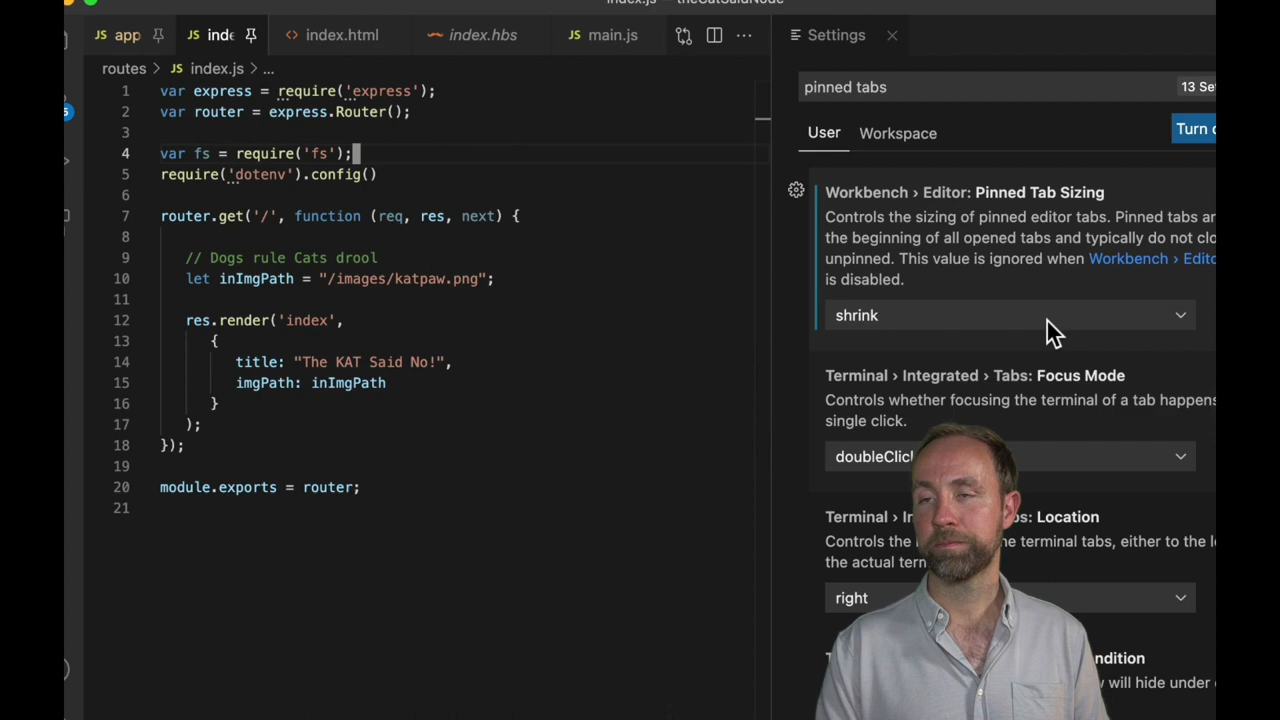 index.js — theCatSaidNode
JS app
JS inde
<> index.html
index.hbs
JS main.js
Settings
routes > JS index.js > ...
1 var express = require('express');
2 var router = express.Router();
3
4 var fs = require('fs');
5 require('dotenv').config()
6
7 router.get('/', function (req, res, next) {
8
9 // Dogs rule Cats drool
10 let inImgPath = "/images/katpaw.png";
11
12 res.render('index',
13 {
14 title: "The KAT Said No!",
15 imgPath: inImgPath
16 }
17 );
18 });
19
20 module.exports = router;
21
pinned tabs
13 Se
User
Workspace
Turn
Workbench › Editor: Pinned Tab Sizing
Controls the sizing of pinned editor tabs. Pinned tabs ar
the beginning of all opened tabs and typically do not clo
unpinned. This value is ignored when Workbench › Edito
is disabled.
shrink
Terminal › Integrated › Tabs: Focus Mode
Controls whether focusing the terminal of a tab happens
single click.
doubleClic
Terminal › In bs: Location
Controls the he terminal tabs, either to the le
the actual term
right
ndition
w will hide under